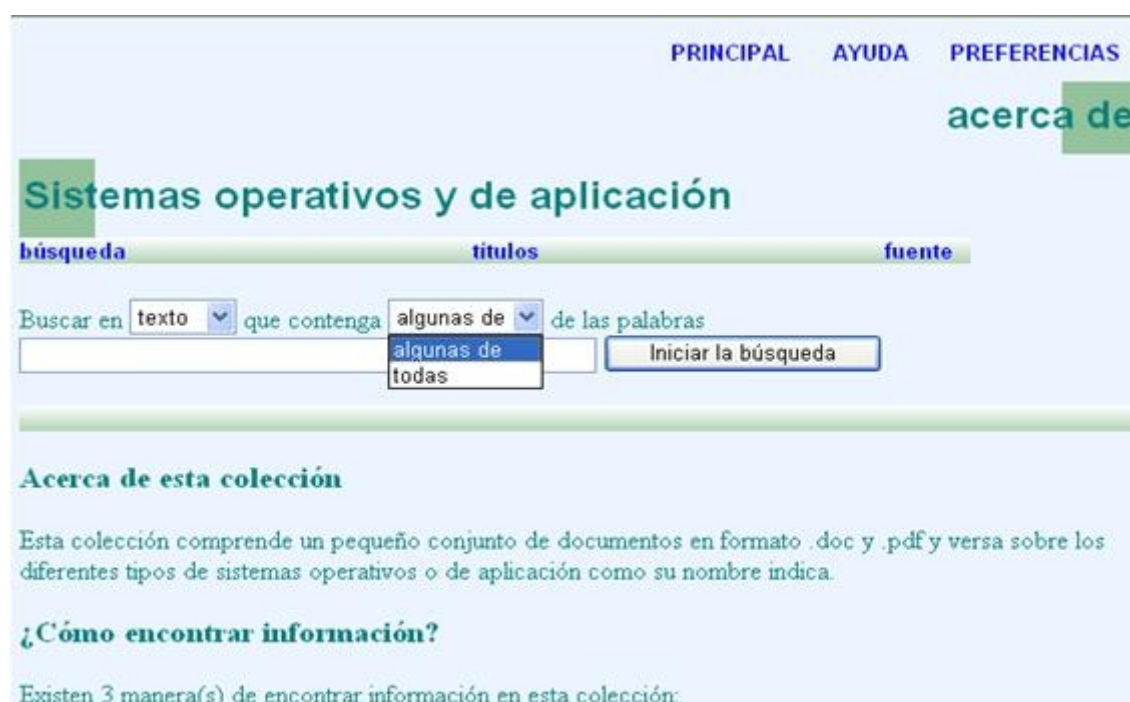 PRINCIPAL AYUDA PREFERENCIAS
acerca de
Sistemas operativos y de aplicación
búsqueda títulos fuente
Buscar en texto que contenga algunas de de las palabras
algunas de Iniciar la búsqueda
todas
Acerca de esta colección
Esta colección comprende un pequeño conjunto de documentos en formato .doc y .pdf y versa sobre los
diferentes tipos de sistemas operativos o de aplicación como su nombre indica.
¿Cómo encontrar información?
Existen 3 manera(s) de encontrar información en esta colección: